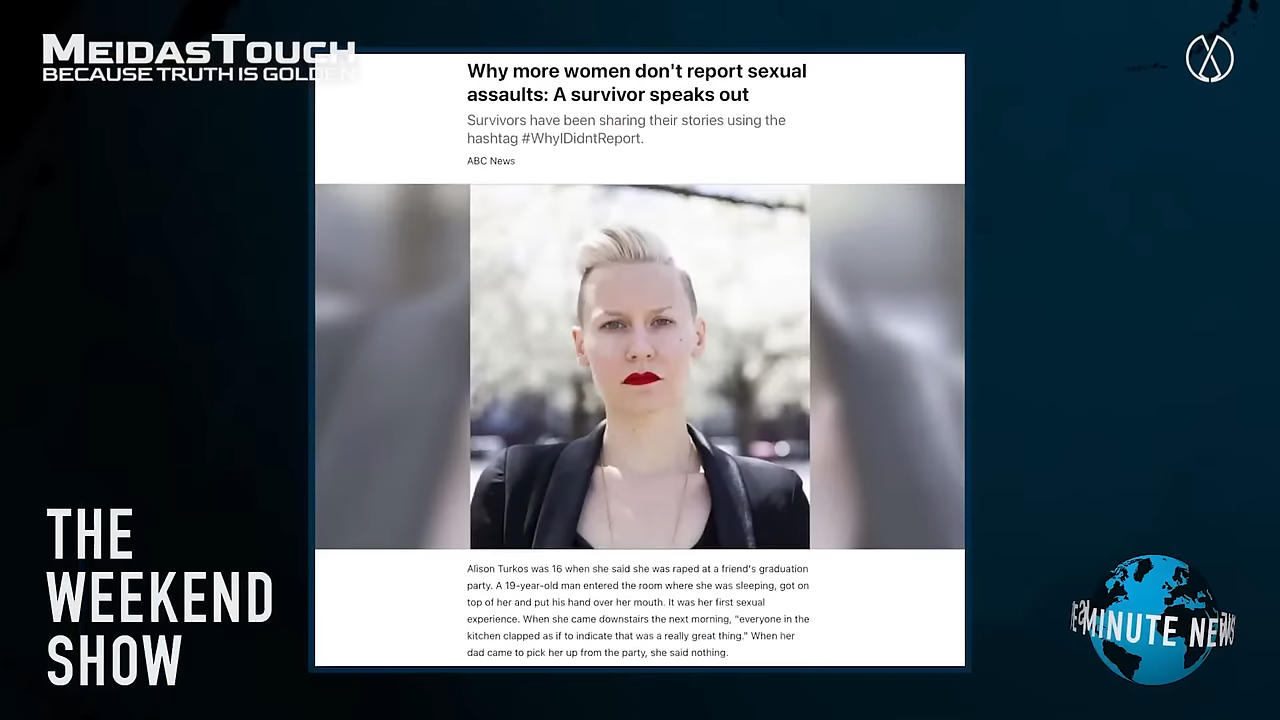 MEIDASTOUCH
BECAUSE TRUTH IS GOLDEN
Why more women don't report sexual
assaults: A survivor speaks out
Survivors have been sharing their stories using the
hashtag #WhyIDidntReport.
ABC News
Alison Turkos was 16 when she said she was raped at a friend's graduation
party. A 19-year-old man entered the room where she was sleeping, got on
top of her and put his hand over her mouth. It was her first sexual
experience. When she came downstairs the next morning, "everyone in the
kitchen clapped as if to indicate that was a really great thing." When her
dad came to pick her up from the party, she said nothing.
THE
WEEKEND
SHOW
MINUTE NEWS